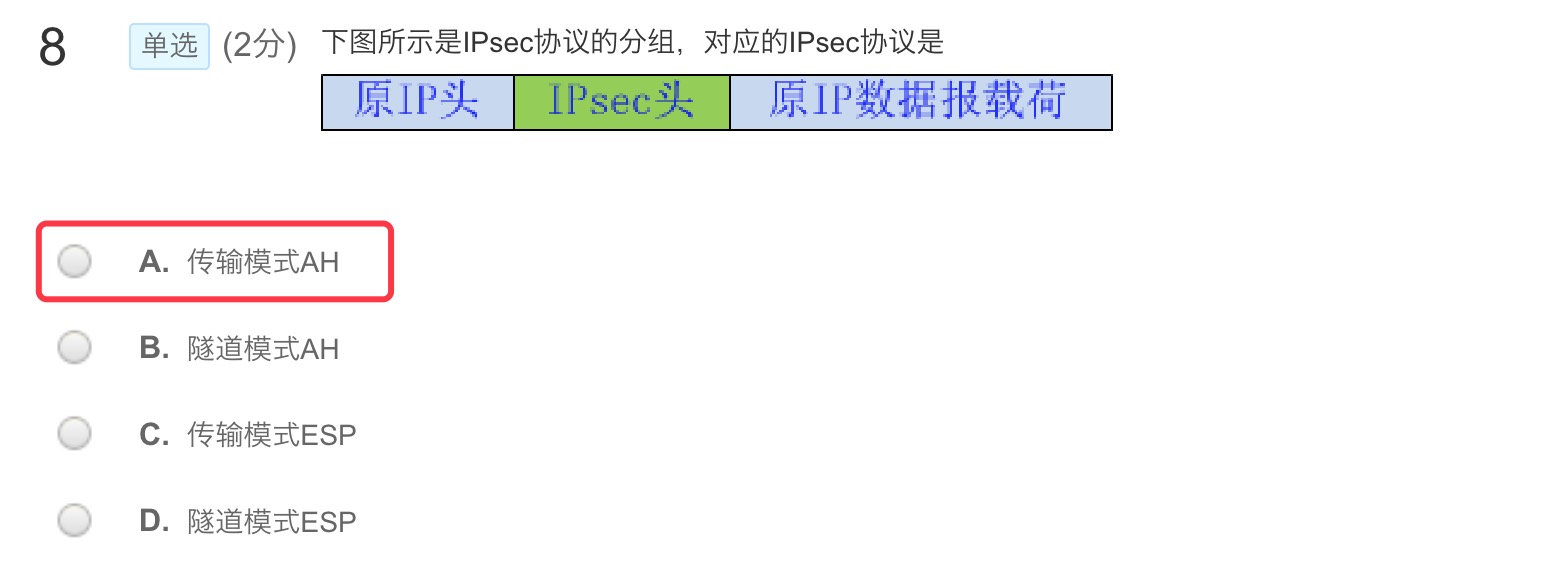 8 单选 (2分) 下图所示是IPsec协议的分组，对应的IPsec协议是
原IP头 IPsec头 原IP数据报载荷
A. 传输模式AH
B. 隧道模式AH
C. 传输模式ESP
D. 隧道模式ESP